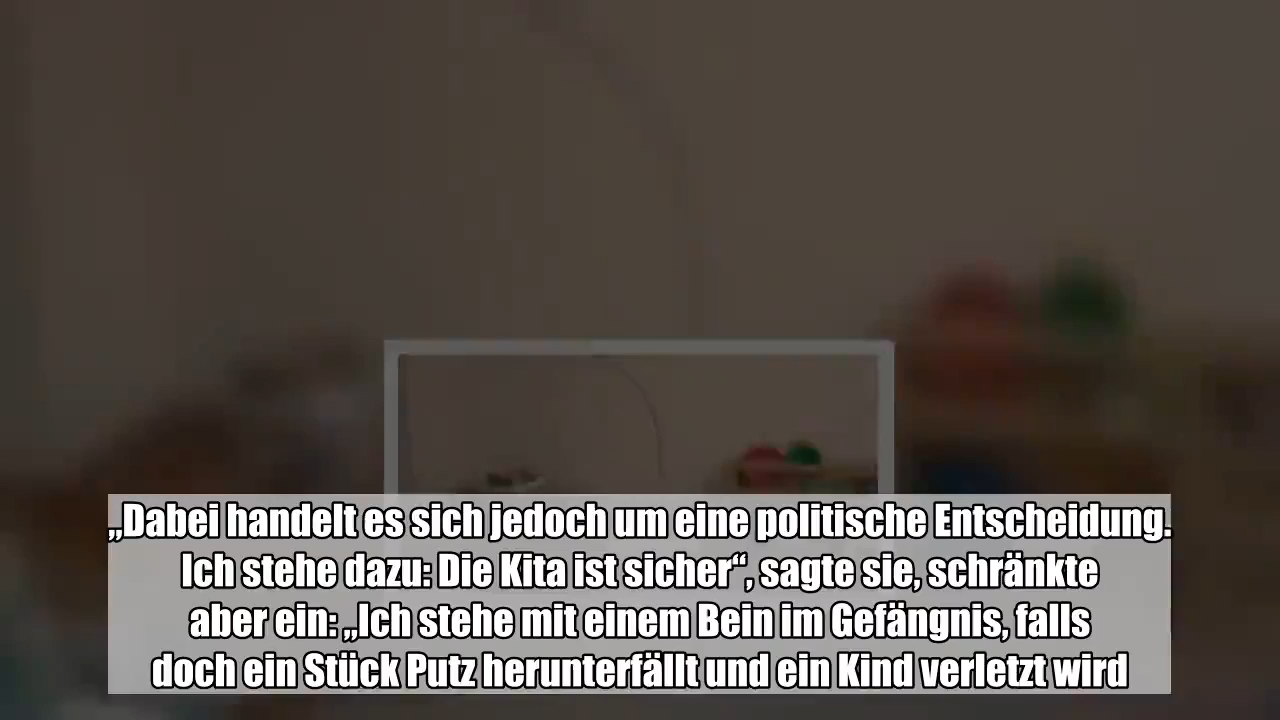 „Dabei handelt es sich jedoch um eine politische Entscheidung.
Ich stehe dazu: Die Kita ist sicher“, sagte sie, schränkte
aber ein: „Ich stehe mit einem Bein im Gefängnis, falls
doch ein Stück Putz herunterfällt und ein Kind verletzt wird